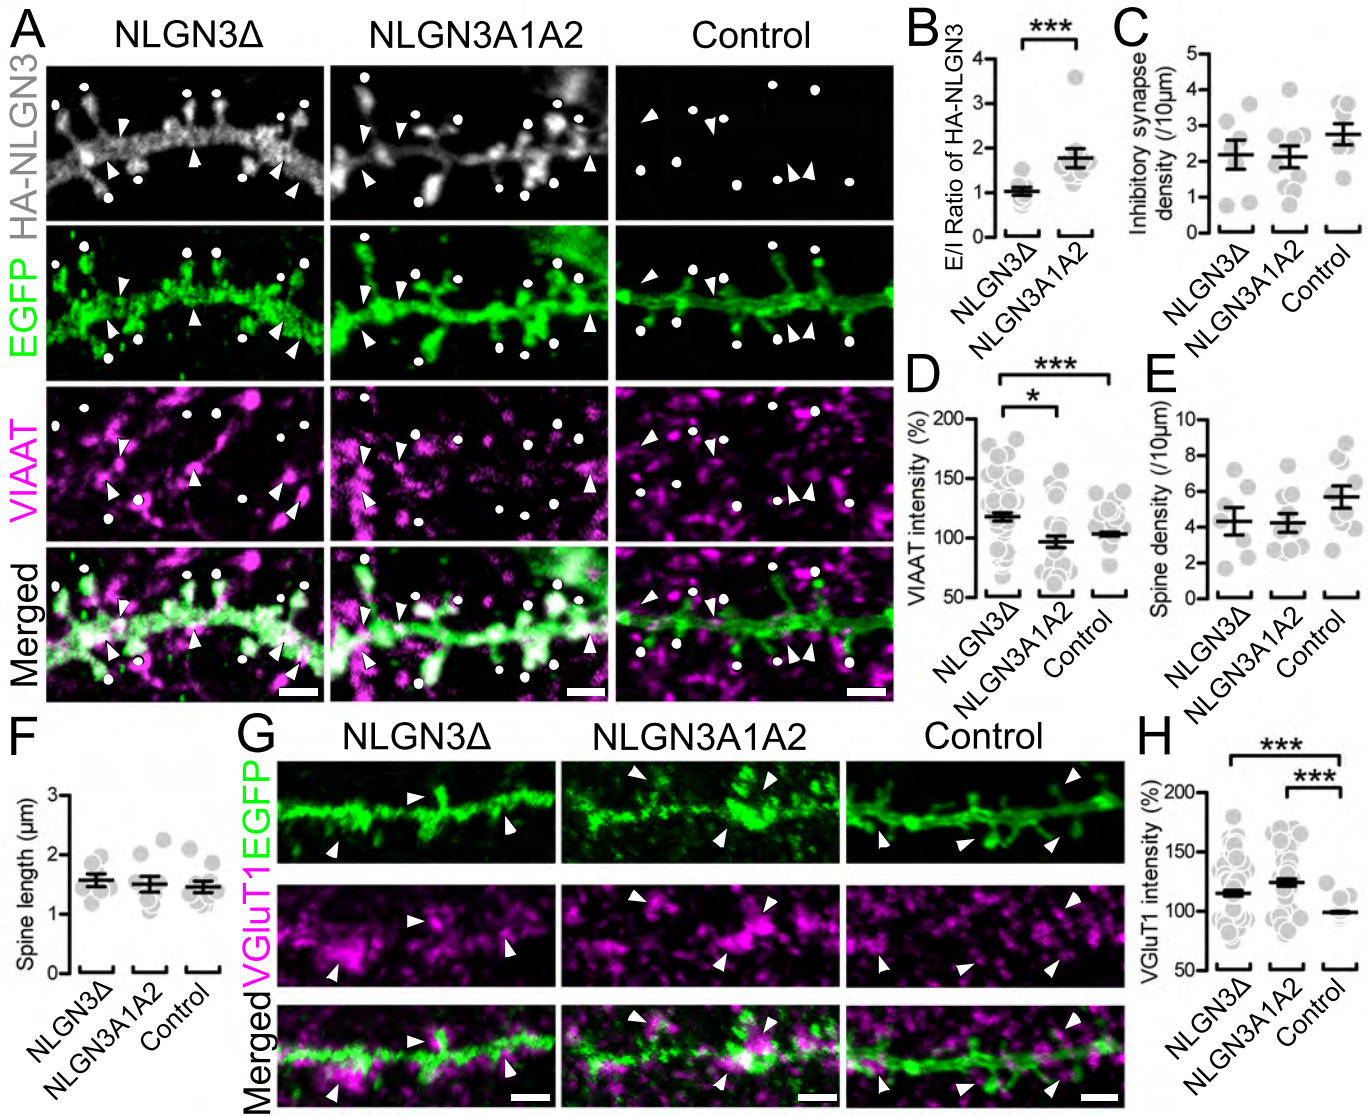 A
NLGN3Δ
NLGN3A1A2
Control
HA-NLGN3
EGFP
VIAAT
Merged
B
E/I Ratio of HA-NLGN3
***
4
3
2
1
0
NLGN3Δ
NLGN3A1A2
C
Inhibitory synapse
density (/10μm)
5
4
3
2
1
0
NLGN3Δ
NLGN3A1A2
Control
D
VIAAT intensity (%)
***
*
200
150
100
50
NLGN3Δ
NLGN3A1A2
Control
E
Spine density (/10μm)
10
8
6
4
2
0
NLGN3Δ
NLGN3A1A2
Control
F
Spine length (μm)
3
2
1
0
NLGN3Δ
NLGN3A1A2
Control
G
NLGN3Δ
NLGN3A1A2
Control
EGFP
VGluT1
Merged
H
VGluT1 intensity (%)
***
***
200
150
100
50
NLGN3Δ
NLGN3A1A2
Control